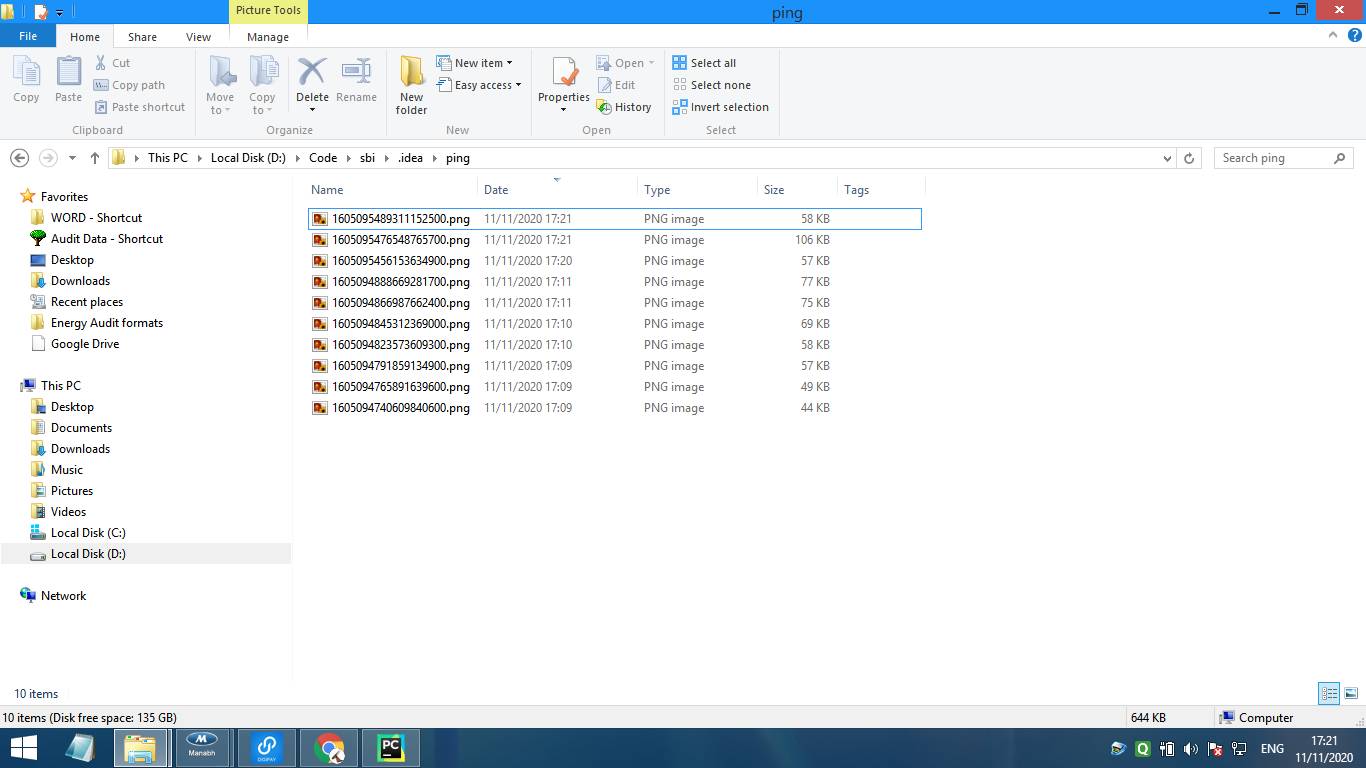 Picture Tools
ping
File Home Share View Manage
Copy
Paste
Cut
Copy path
Paste shortcut
Clipboard
Move to
Copy to
Delete
Rename
Organize
New folder
New item
Easy access
New
Properties
Open
Edit
History
Open
Select all
Select none
Invert selection
Select
This PC Local Disk (D:) Code sbi .idea ping
Search ping
Favorites
WORD - Shortcut
Audit Data - Shortcut
Desktop
Downloads
Recent places
Energy Audit formats
Google Drive
This PC
Desktop
Documents
Downloads
Music
Pictures
Videos
Local Disk (C:)
Local Disk (D:)
Network
Name Date Type Size Tags
1605095489311152500.png 11/11/2020 17:21 PNG image 58 KB
1605095476548765700.png 11/11/2020 17:21 PNG image 106 KB
1605095456153634900.png 11/11/2020 17:20 PNG image 57 KB
1605094888669281700.png 11/11/2020 17:11 PNG image 77 KB
1605094866987662400.png 11/11/2020 17:11 PNG image 75 KB
1605094845312369000.png 11/11/2020 17:10 PNG image 69 KB
1605094823573609300.png 11/11/2020 17:10 PNG image 58 KB
1605094791859134900.png 11/11/2020 17:09 PNG image 57 KB
1605094765891639600.png 11/11/2020 17:09 PNG image 49 KB
1605094740609840600.png 11/11/2020 17:09 PNG image 44 KB
10 items
10 items (Disk free space: 135 GB) 644 KB Computer
Manabh
DIGIPAY
PC
ENG
17:21
11/11/2020